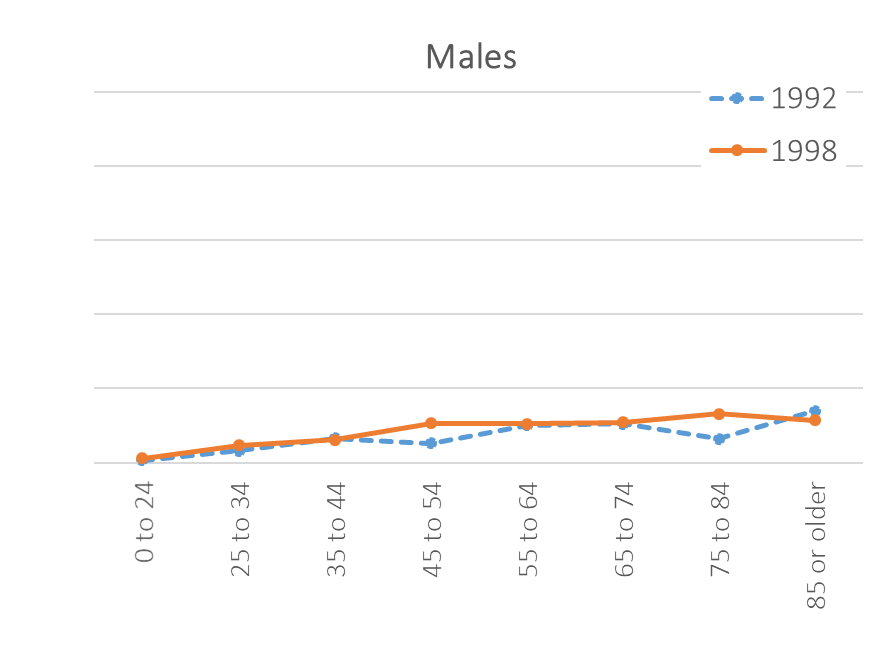 Males
1992
1998
0 to 24
25 to 34
35 to 44
45 to 54
55 to 64
65 to 74
75 to 84
85 or older